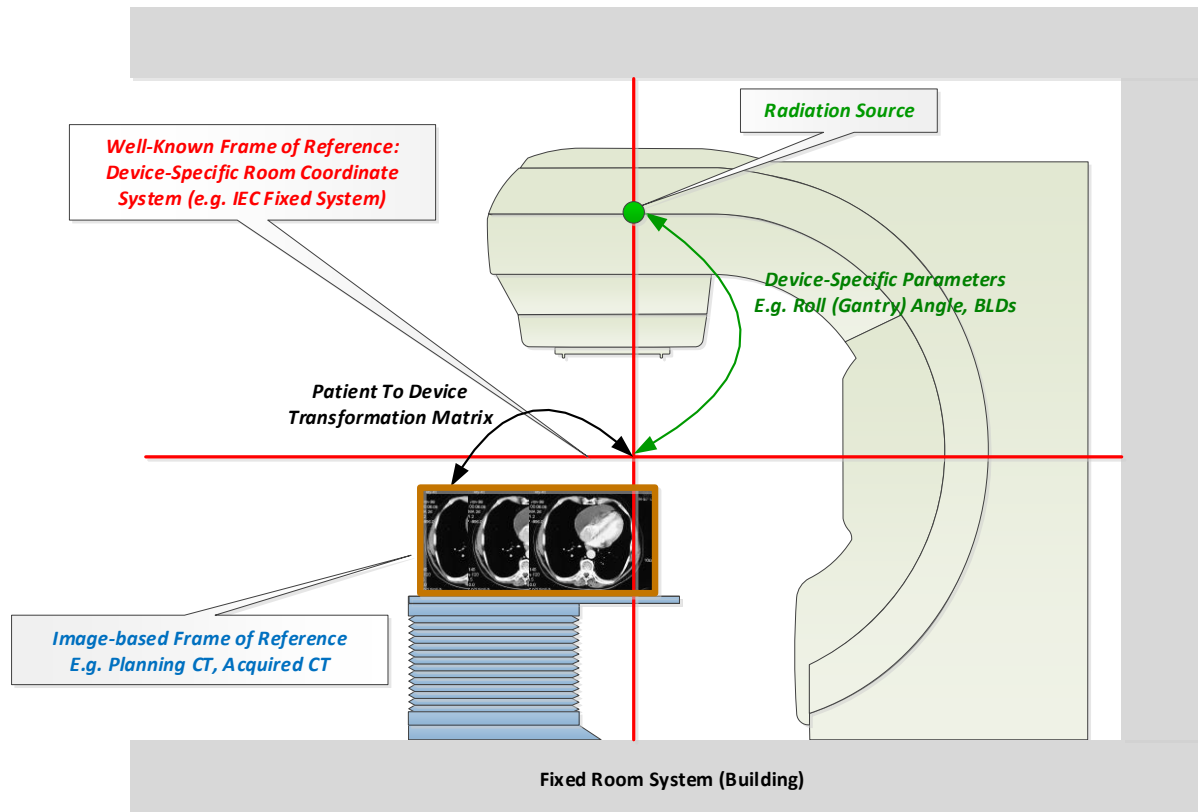 Radiation Source
Well-Known Frame of Reference:
Device-Specific Room Coordinate
System (e.g. IEC Fixed System)
Device-Specific Parameters
E.g. Roll (Gantry) Angle, BLDs
Patient To Device
Transformation Matrix
Image-based Frame of Reference
E.g. Planning CT, Acquired CT
Fixed Room System (Building)